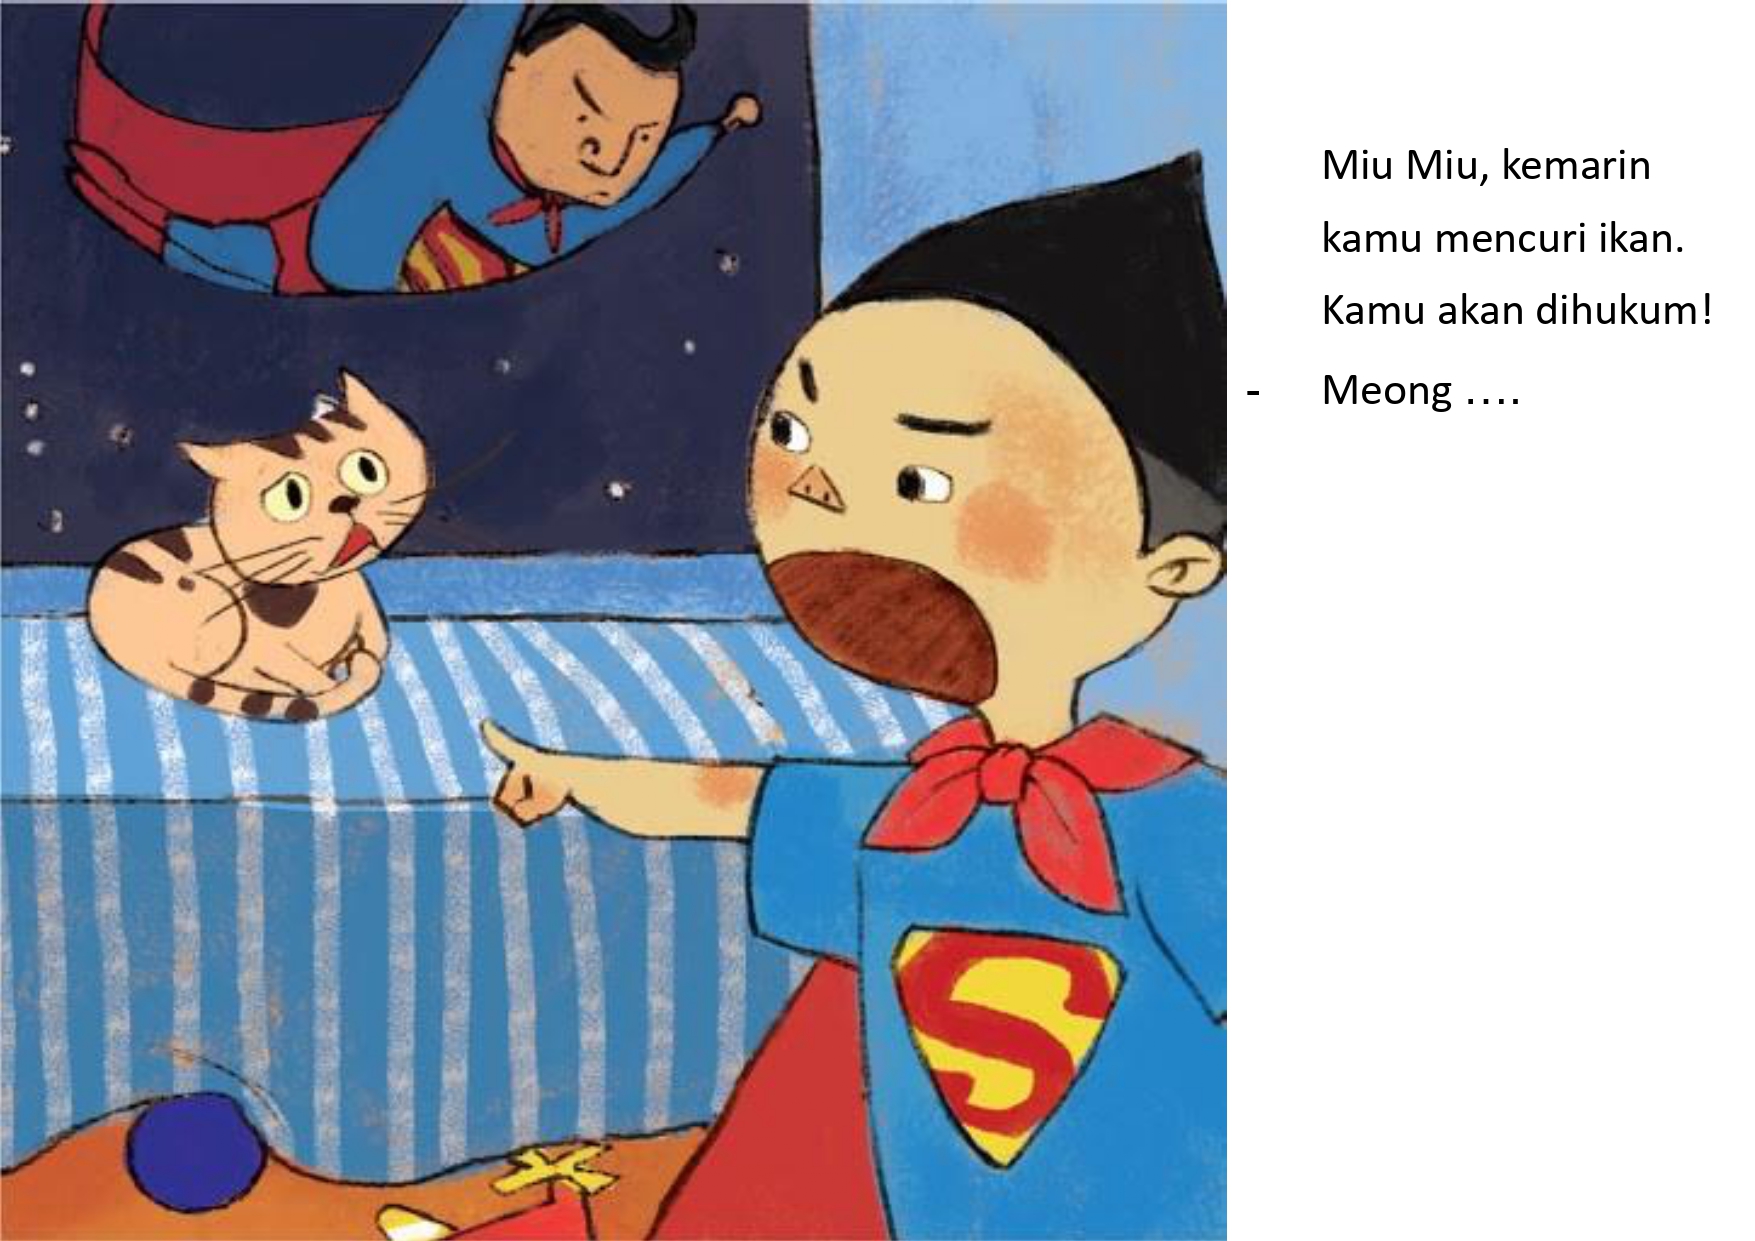 Miu Miu, kemarin
kamu mencuri ikan.
Kamu akan dihukum!
- Meong ….
S